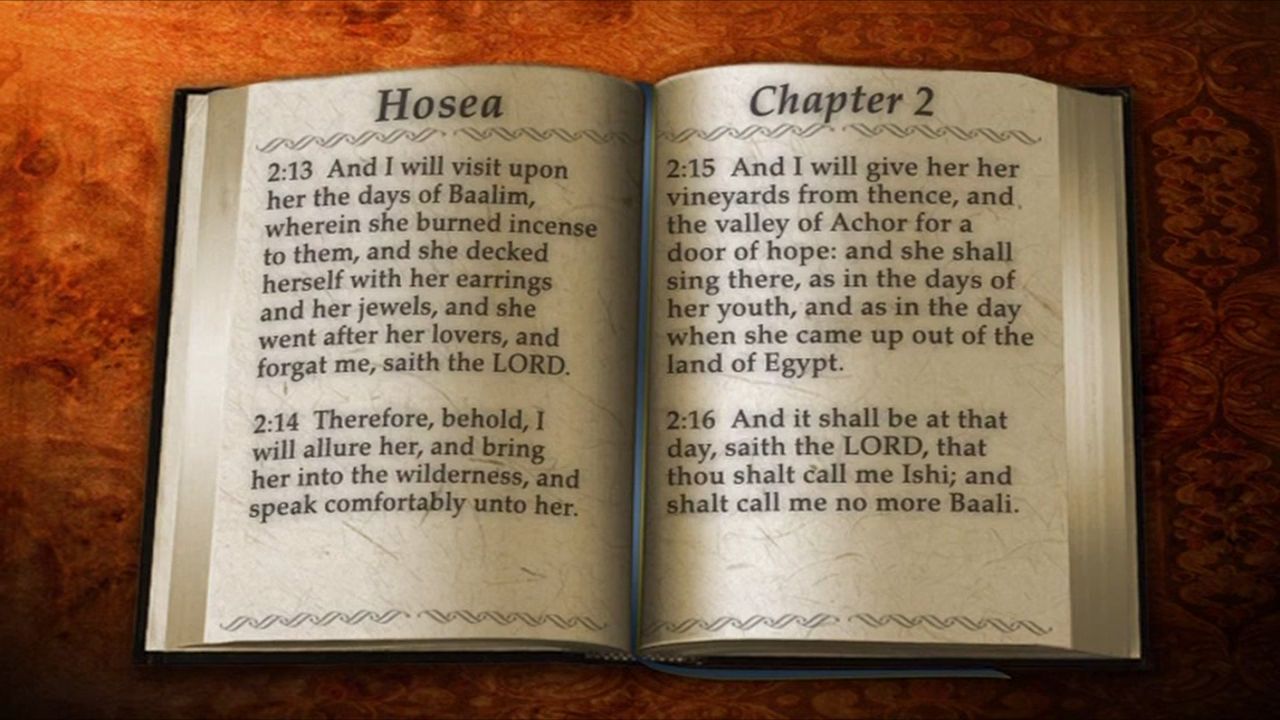 Hosea
2:13 And I will visit upon
her the days of Baalim,
wherein she burned incense
to them, and she decked
herself with her earrings
and her jewels, and she
went after her lovers, and
forgat me, saith the LORD.
2:14 Therefore, behold, I
will allure her, and bring
her into the wilderness, and
speak comfortably unto her.
Chapter 2
2:15 And I will give her her
vineyards from thence, and
the valley of Achor for a
door of hope: and she shall
sing there, as in the days of
her youth, and as in the day
when she came up out of the
land of Egypt.
2:16 And it shall be at that
day, saith the LORD, that
thou shalt call me Ishi; and
shalt call me no more Baali.